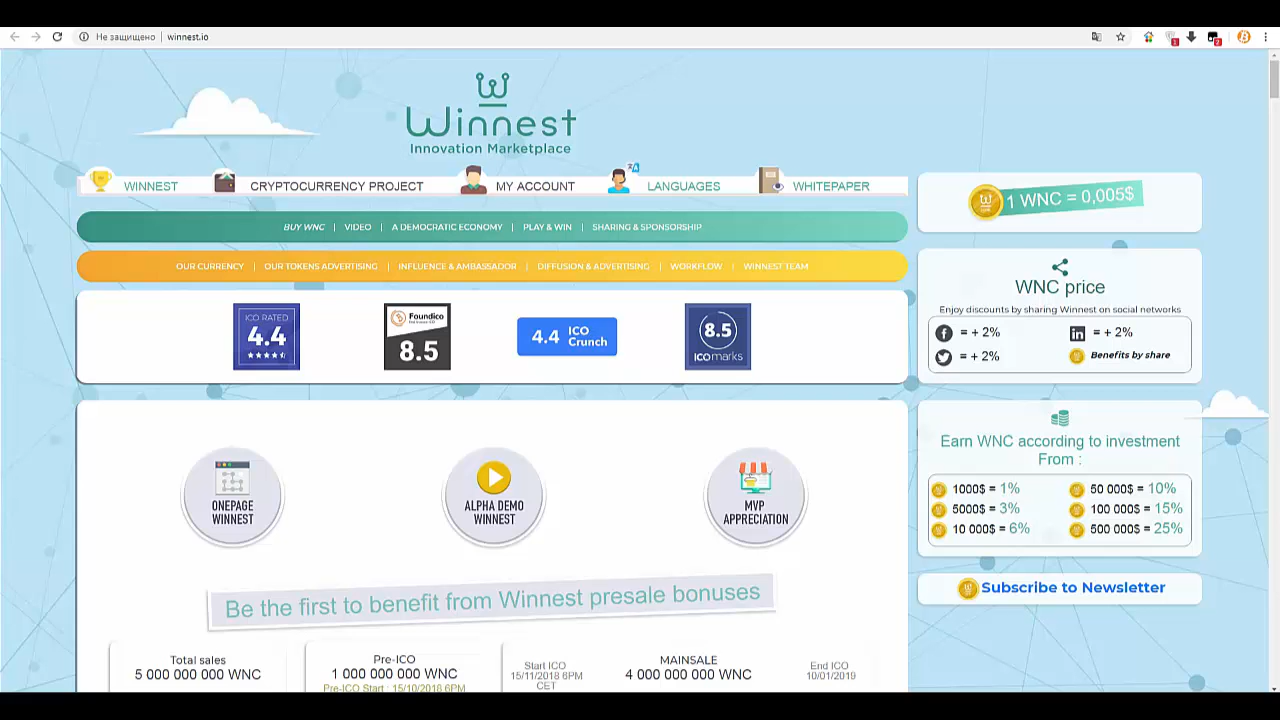 Не защищено | winnest.io
Winnest
Innovation Marketplace
WINNEST CRYPTOCURRENCY PROJECT MY ACCOUNT LANGUAGES WHITEPAPER
BUY WNC | VIDEO | A DEMOCRATIC ECONOMY | PLAY & WIN | SHARING & SPONSORSHIP
OUR CURRENCY | OUR TOKENS ADVERTISING | INFLUENCE & AMBASSADOR | DIFFUSION & ADVERTISING | WORKFLOW | WINNEST TEAM
ICO RATED
4.4
Foundico
8.5
4.4 ICO
Crunch
8.5
ICOmarks
ONEPAGE
WINNEST
ALPHA DEMO
WINNEST
MVP
APPRECIATION
Be the first to benefit from Winnest presale bonuses
Total sales
5 000 000 000 WNC
Pre-ICO
1 000 000 000 WNC
Pre-ICO Start : 15/10/2018 6PM
Start ICO
15/11/2018 6PM
CET
MAINSALE
4 000 000 000 WNC
End ICO
10/01/2019
1 WNC = 0,005$
WNC price
Enjoy discounts by sharing Winnest on social networks
= + 2% = + 2%
= + 2% Benefits by share
Earn WNC according to investment
From :
1000$ = 1% 50 000$ = 10%
5000$ = 3% 100 000$ = 15%
10 000$ = 6% 500 000$ = 25%
Subscribe to Newsletter